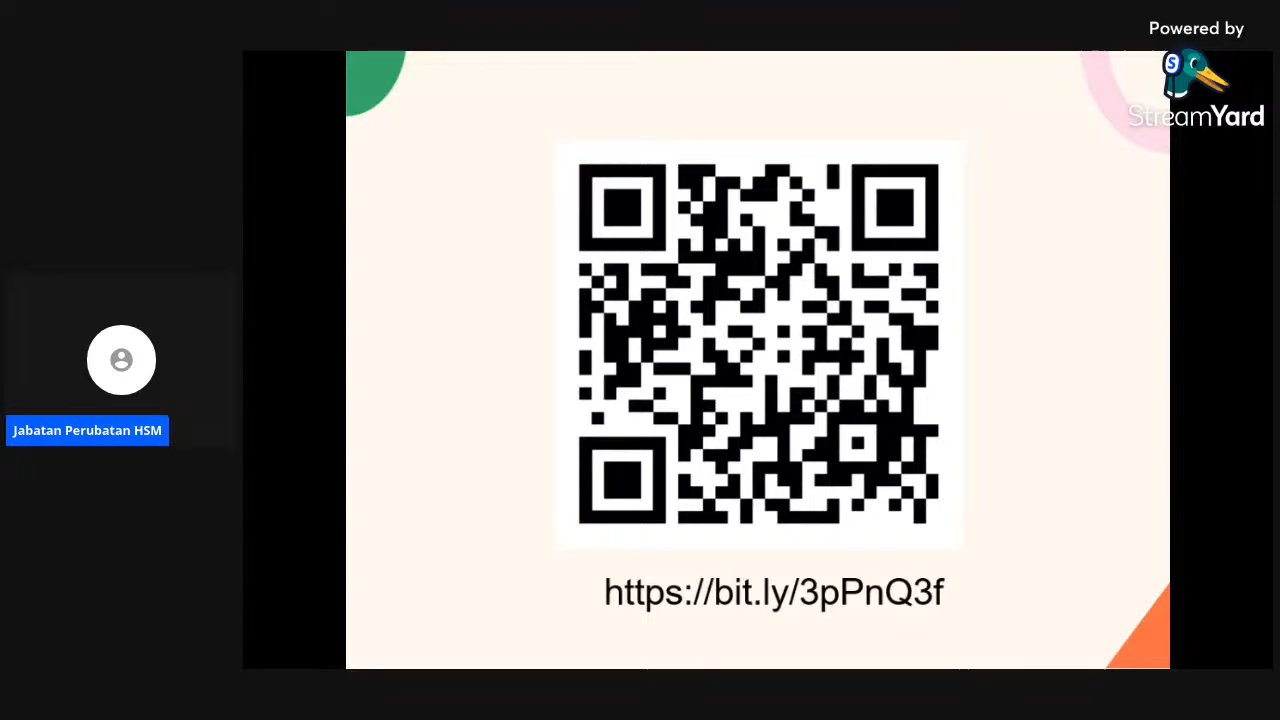 Powered by
S
StreamYard
Jabatan Perubatan HSM
https://bit.ly/3pPnQ3f